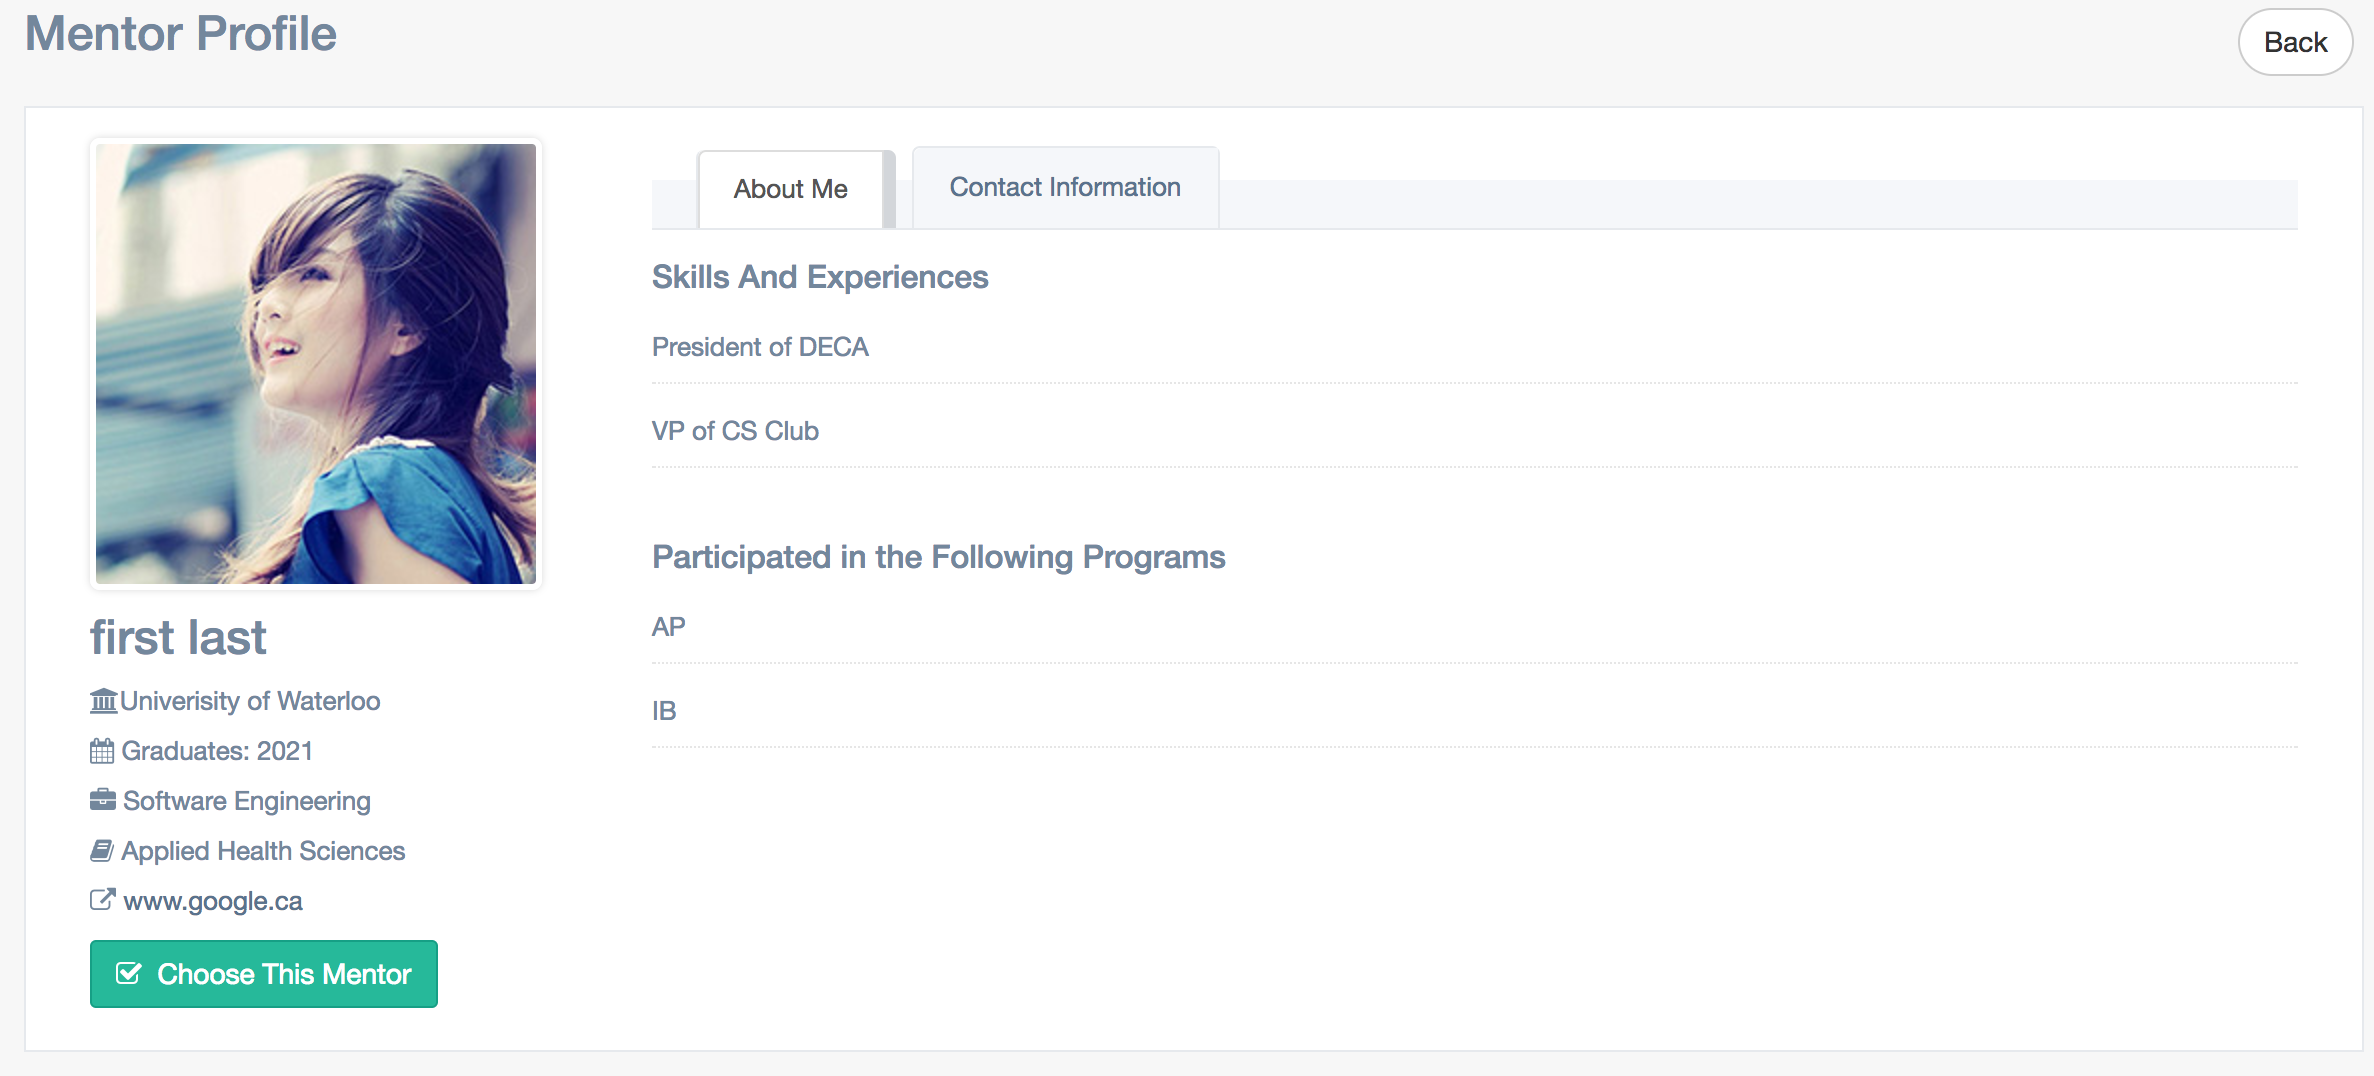 Mentor Profile
Back
About Me
Contact Information
Skills And Experiences
President of DECA
VP of CS Club
Participated in the Following Programs
AP
IB
first last
Univerisity of Waterloo
Graduates: 2021
Software Engineering
Applied Health Sciences
www.google.ca
Choose This Mentor